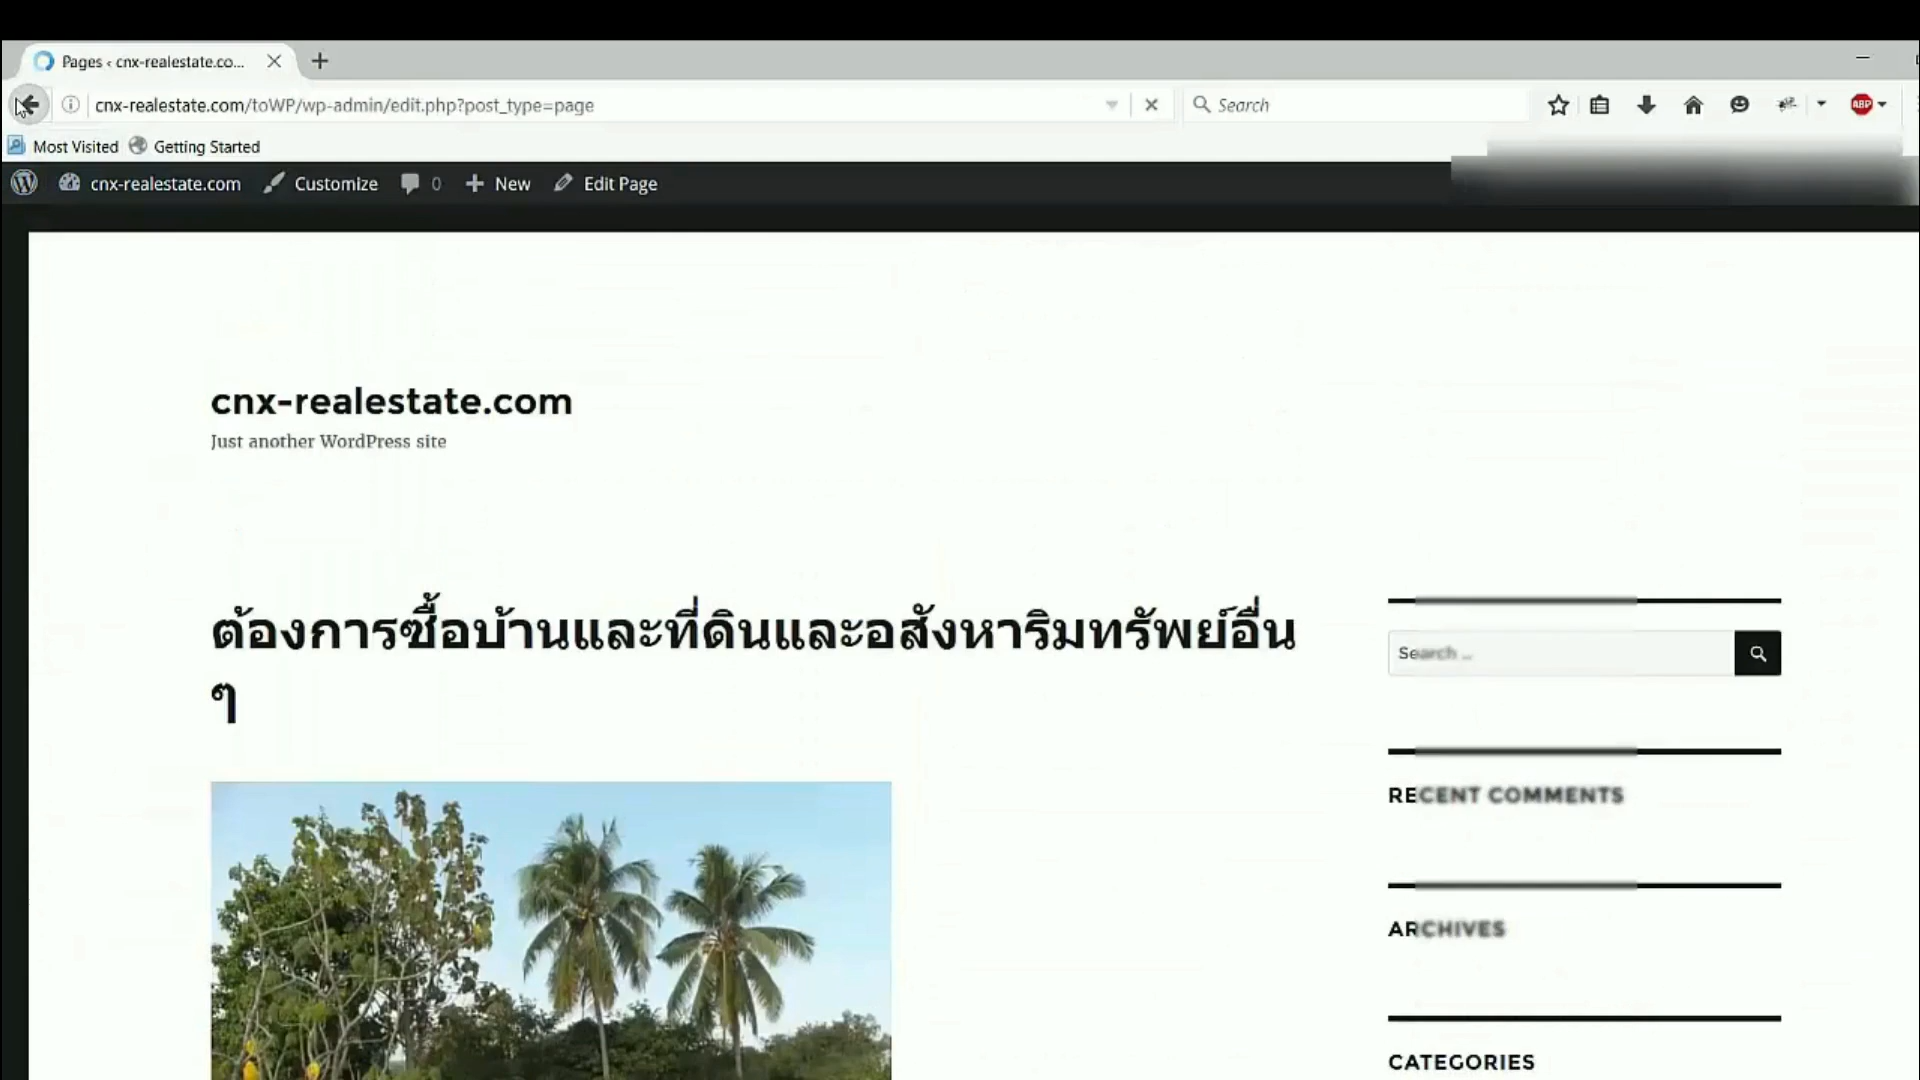 Pages ‹ cnx-realestate.co...
cnx-realestate.com/toWP/wp-admin/edit.php?post_type=page
Search
ABP
Most Visited
Getting Started
cnx-realestate.com
Customize
0
New
Edit Page
cnx-realestate.com
Just another WordPress site
ต้องการซื้อบ้านและที่ดินและอสังหาริมทรัพย์อื่น
ๆ
Search ...
RECENT COMMENTS
ARCHIVES
CATEGORIES